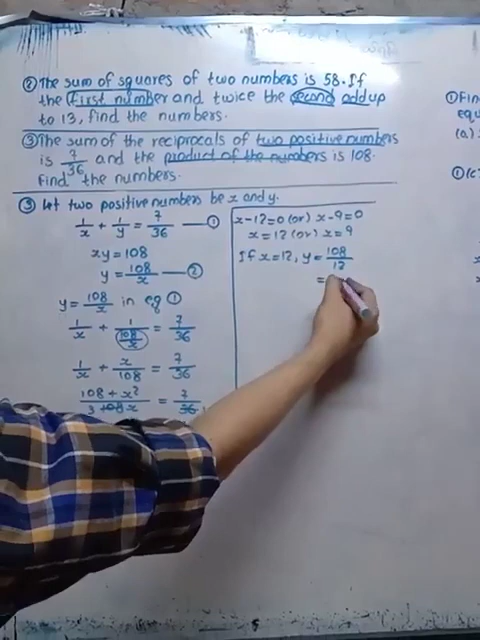 ② The sum of squares of two numbers is 58. If
the first number and twice the second add up
to 13, find the numbers.
③ The sum of the reciprocals of two positive numbers
is 7/36 and the product of the numbers is 108.
Find the numbers.
③ Let two positive numbers be x and y.
1/x + 1/y = 7/36 — ①
xy = 108
y = 108/x — ②
y = 108/x in eq ①
1/x + 1/(108/x) = 7/36
1/x + x/108 = 7/36
(108 + x²)/(3 108x) = 7/36
x-12=0 (or) x-9=0
x=12 (or) x=9
If x=12, y = 108/12
=
① Fin
equ
(a).
① (c)